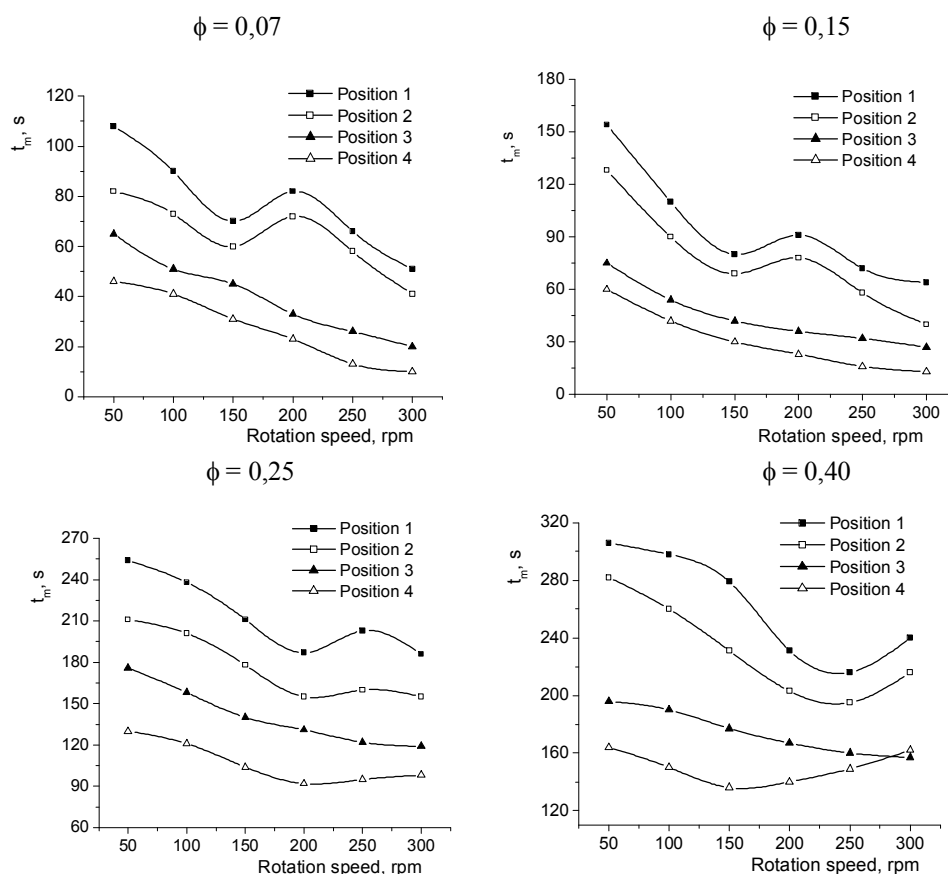 ϕ = 0,07
120
100
80
60
40
20
0
t_m, s
Position 1
Position 2
Position 3
Position 4
50 100 150 200 250 300
Rotation speed, rpm
ϕ = 0,15
180
150
120
90
60
30
0
t_m, s
Position 1
Position 2
Position 3
Position 4
50 100 150 200 250 300
Rotation speed, rpm
ϕ = 0,25
270
240
210
180
150
120
90
60
t_m, s
Position 1
Position 2
Position 3
Position 4
50 100 150 200 250 300
Rotation speed, rpm
ϕ = 0,40
320
280
240
200
160
120
t_m, s
Position 1
Position 2
Position 3
Position 4
50 100 150 200 250 300
Rotation speed, rpm